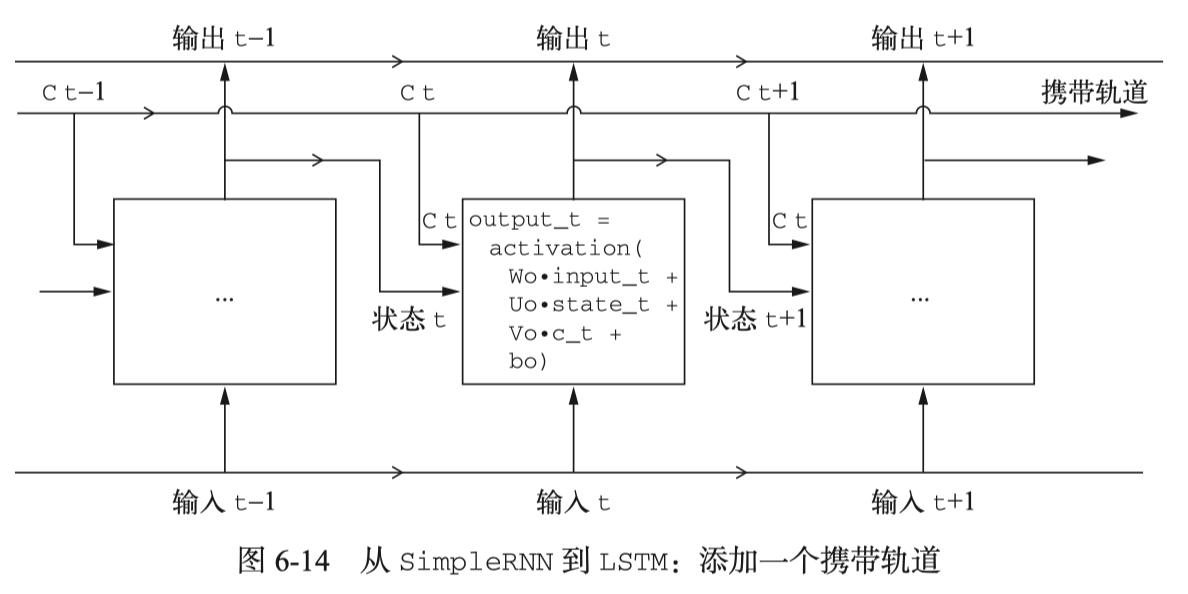 输出 t−1
输出 t
输出 t+1
C t−1
C t
C t+1
携带轨道
C t
output_t =
activation(
Wo•input_t +
Uo•state_t +
Vo•c_t +
bo)
C t
...
...
状态 t
状态 t+1
输入 t−1
输入 t
输入 t+1
图 6-14 从 SimpleRNN 到 LSTM：添加一个携带轨道